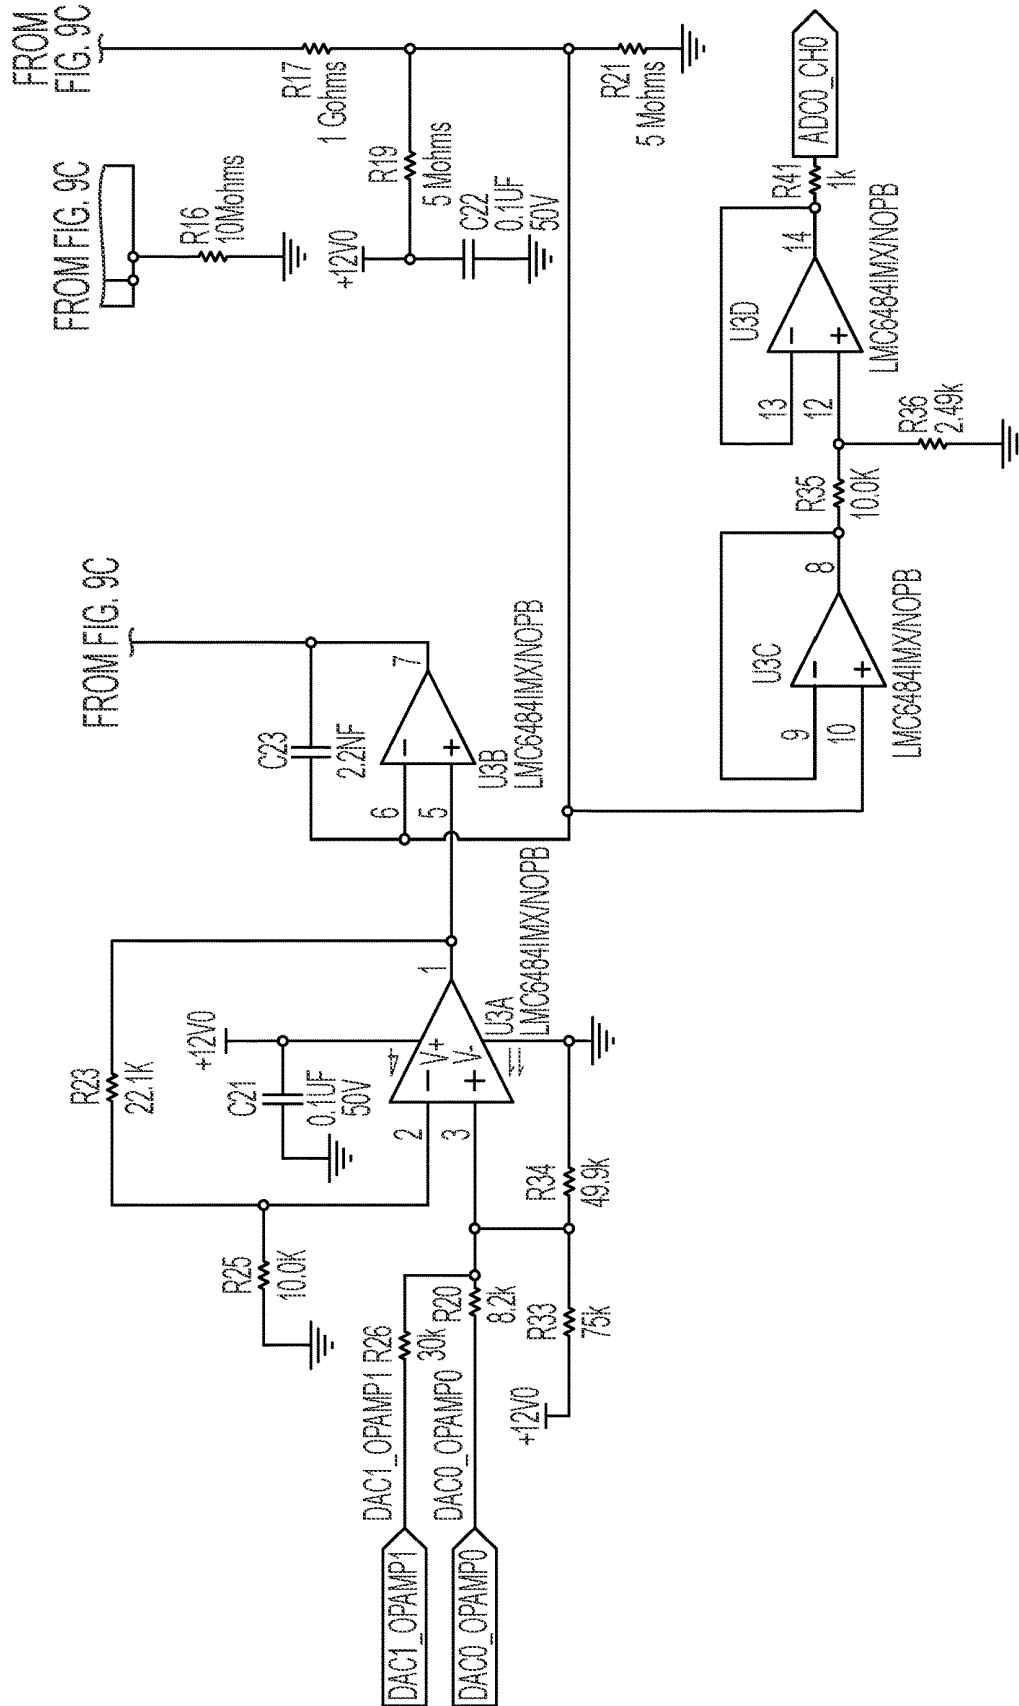 FROM
FIG. 9C
R17
1 Gohms
R19
5 Mohms
R21
5 Mohms
FROM FIG. 9C
R16
10Mohms
+12V0
C22
0.1UF
50V
ADC0_CH0
R41
1k
14
U3D
LMC6484IMX/NOPB
13
12
R36
2.49k
R35
10.0K
8
U3C
LMC6484IMX/NOPB
9
10
FROM FIG. 9C
C23
2.2NF
7
U3B
LMC6484IMX/NOPB
6
5
R23
22.1K
+12V0
C21
0.1UF
50V
1
U3A
LMC6484IMX/NOPB
4
V+
V-
11
2
3
R25
10.0K
R34
49.9k
R33
75k
+12V0
R26
30k
R20
8.2k
DAC1_OPAMP1
DAC0_OPAMP0
DAC1_OPAMP1
DAC0_OPAMP0